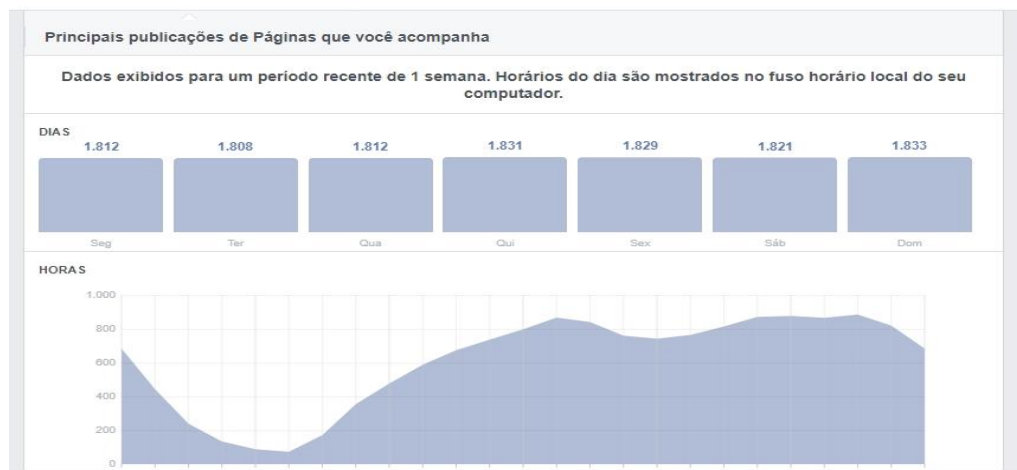 Principais publicações de Páginas que você acompanha
Dados exibidos para um período recente de 1 semana. Horários do dia são mostrados no fuso horário local do seu
computador.
DIAS
1.812 1.808 1.812 1.831 1.829 1.821 1.833
Seg Ter Qua Qui Sex Sáb Dom
HORAS
1.000
800
600
400
200
0